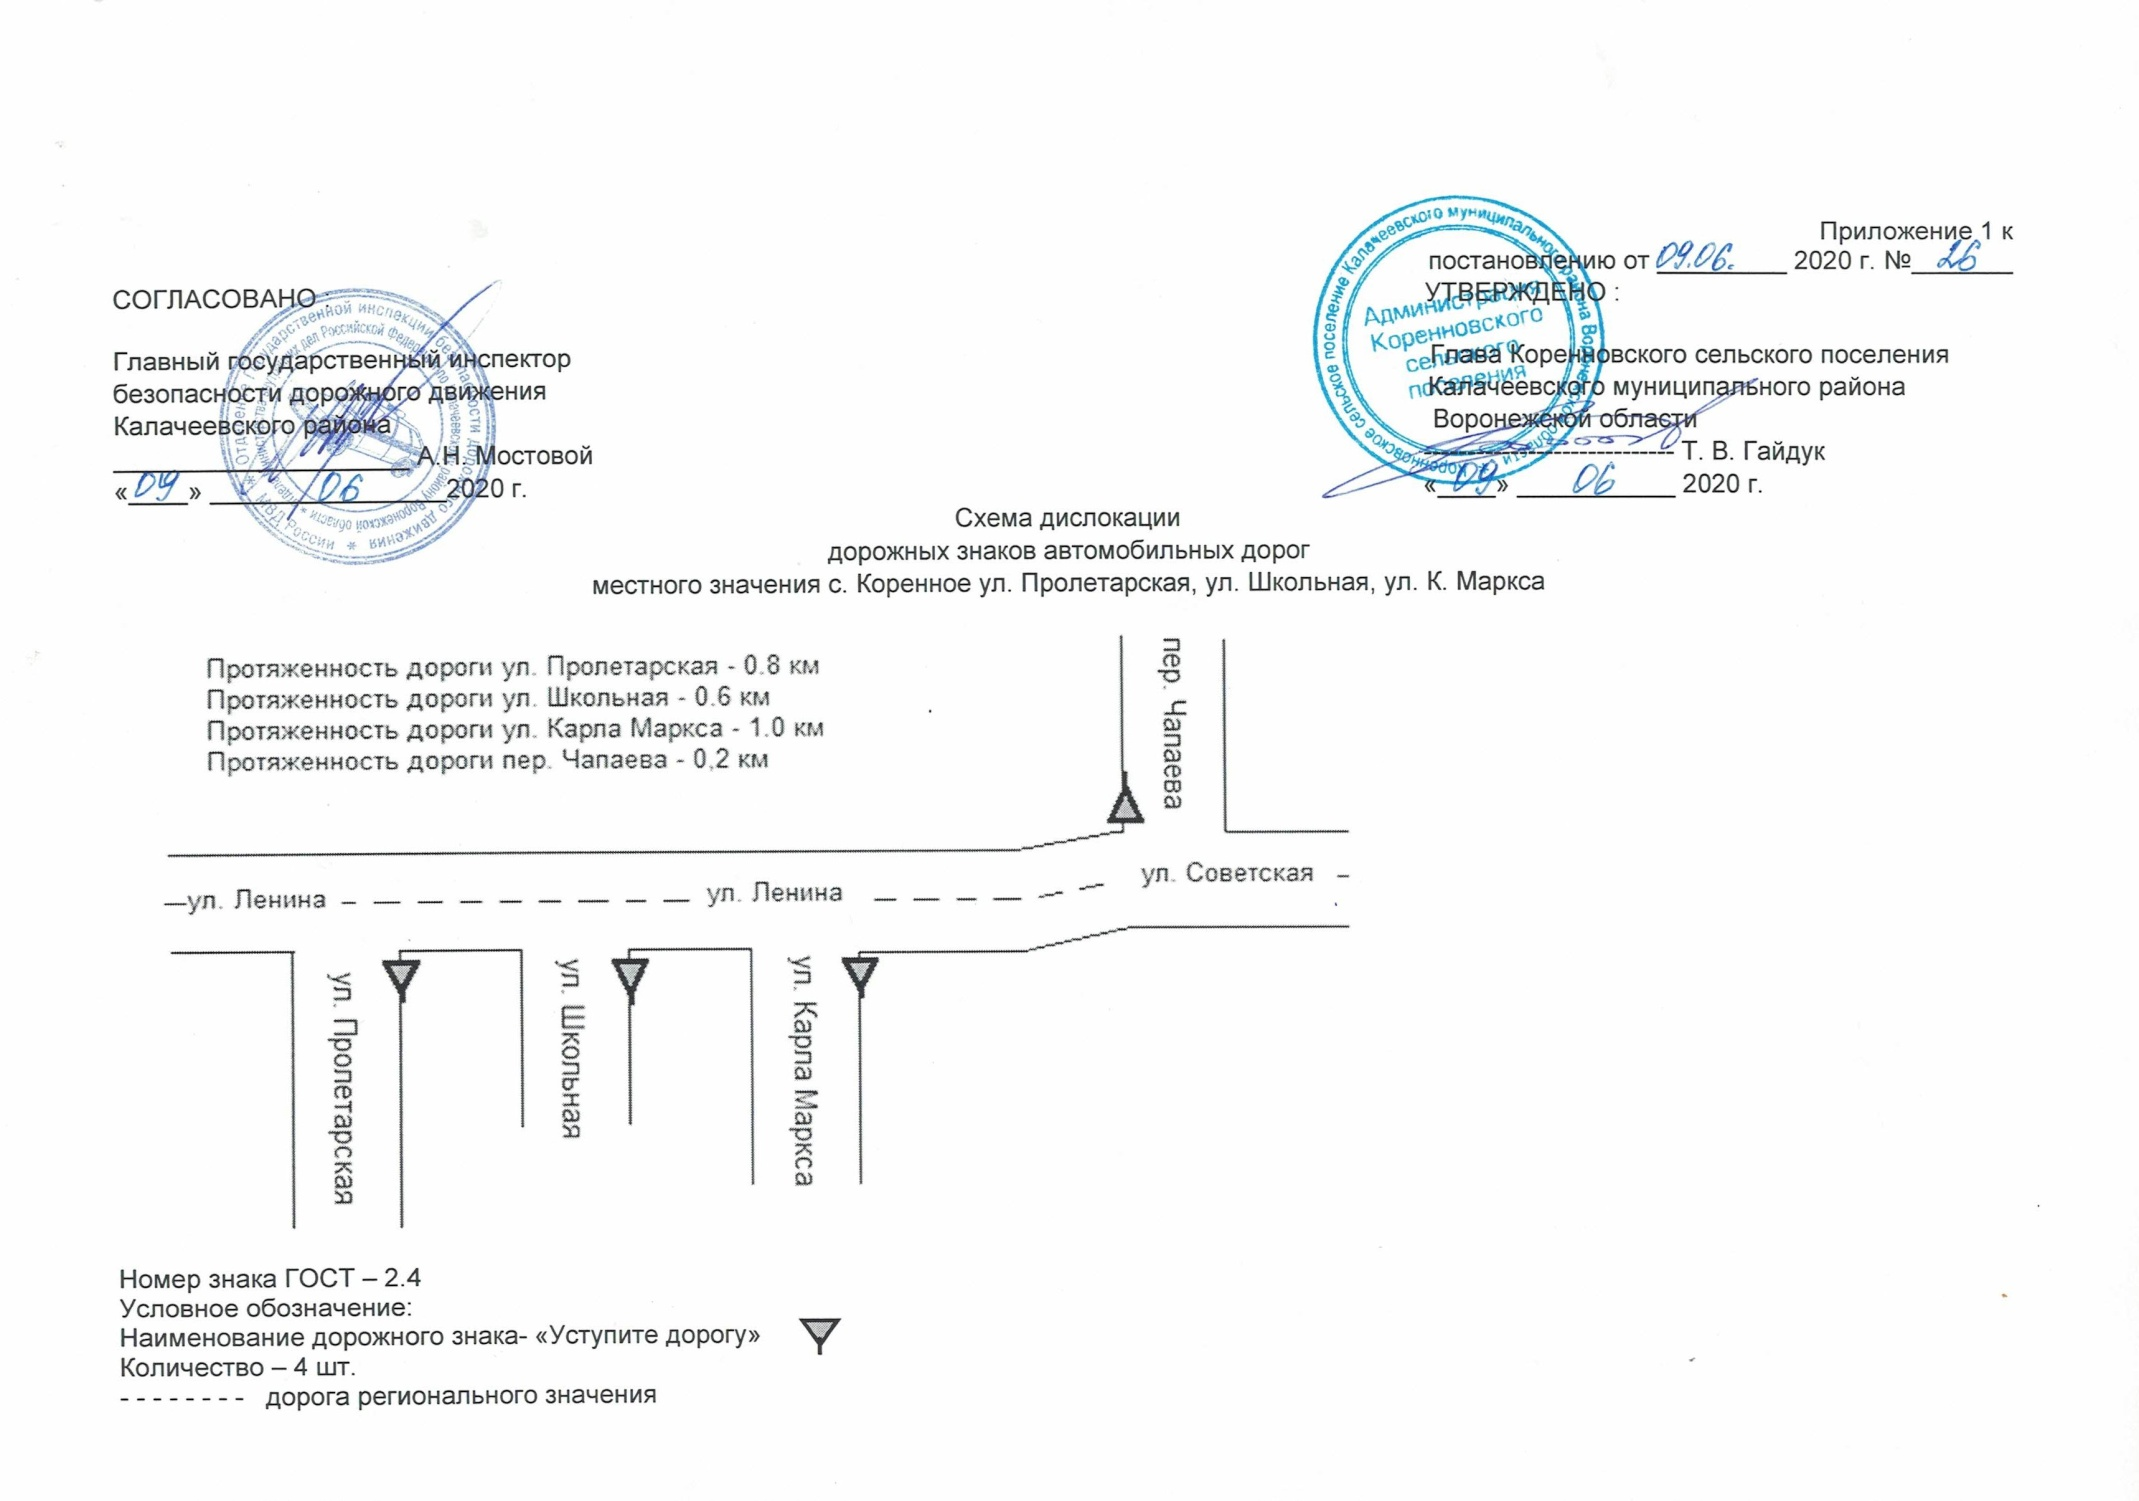 Приложение 1 к
постановлению от 09.06. 2020 г. № 26
УТВЕРЖДЕНО :
Глава Коренновского сельского поселения
Калачеевского муниципального района
Воронежской области
Т. В. Гайдук
«09» 06 2020 г.
Администрация
Коренновского
сельского
поселения
СОГЛАСОВАНО :
Главный государственный инспектор
безопасности дорожного движения
Калачеевского района
А.Н. Мостовой
«09» 06 2020 г.
Схема дислокации
дорожных знаков автомобильных дорог
местного значения с. Коренное ул. Пролетарская, ул. Школьная, ул. К. Маркса
Протяженность дороги ул. Пролетарская - 0.8 км
Протяженность дороги ул. Школьная - 0.6 км
Протяженность дороги ул. Карла Маркса - 1.0 км
Протяженность дороги пер. Чапаева - 0,2 км
пер. Чапаева
ул. Советская
ул. Ленина
ул. Ленина
ул. Пролетарская
ул. Школьная
ул. Карла Маркса
Номер знака ГОСТ – 2.4
Условное обозначение:
Наименование дорожного знака- «Уступите дорогу»
Количество – 4 шт.
- - - - - - - - дорога регионального значения